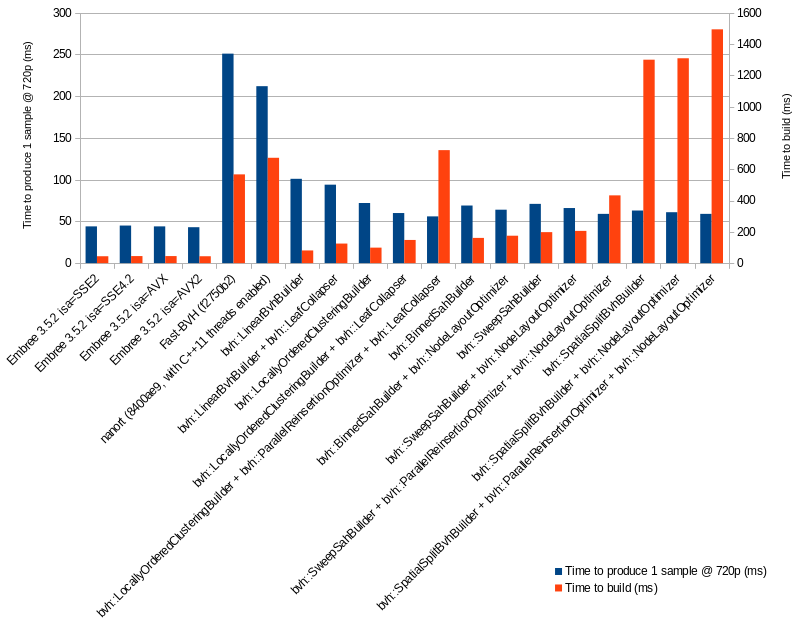 Time to produce 1 sample @ 720p (ms)
300
250
200
150
100
50
0
1600
1400
1200
1000
800
600
400
200
0
Time to build (ms)
Embree 3.5.2 isa=SSE2
Embree 3.5.2 isa=SSE4.2
Embree 3.5.2 isa=AVX
Embree 3.5.2 isa=AVX2
Fast-BVH (f2750b2)
nanort (8400ae9, with C++11 threads enabled)
bvh::LinearBvhBuilder
bvh::LinearBvhBuilder + bvh::LeafCollapser
bvh::LocallyOrderedClusteringBuilder
bvh::LocallyOrderedClusteringBuilder + bvh::LeafCollapser
bvh::LocallyOrderedClusteringBuilder + bvh::ParallelReinsertionOptimizer + bvh::LeafCollapser
bvh::BinnedSahBuilder
bvh::BinnedSahBuilder + bvh::NodeLayoutOptimizer
bvh::SweepSahBuilder
bvh::SweepSahBuilder + bvh::NodeLayoutOptimizer
bvh::SweepSahBuilder + bvh::ParallelReinsertionOptimizer + bvh::NodeLayoutOptimizer
bvh::SpatialSplitBvhBuilder
bvh::SpatialSplitBvhBuilder + bvh::NodeLayoutOptimizer
bvh::SpatialSplitBvhBuilder + bvh::ParallelReinsertionOptimizer + bvh::NodeLayoutOptimizer
Time to produce 1 sample @ 720p (ms)
Time to build (ms)